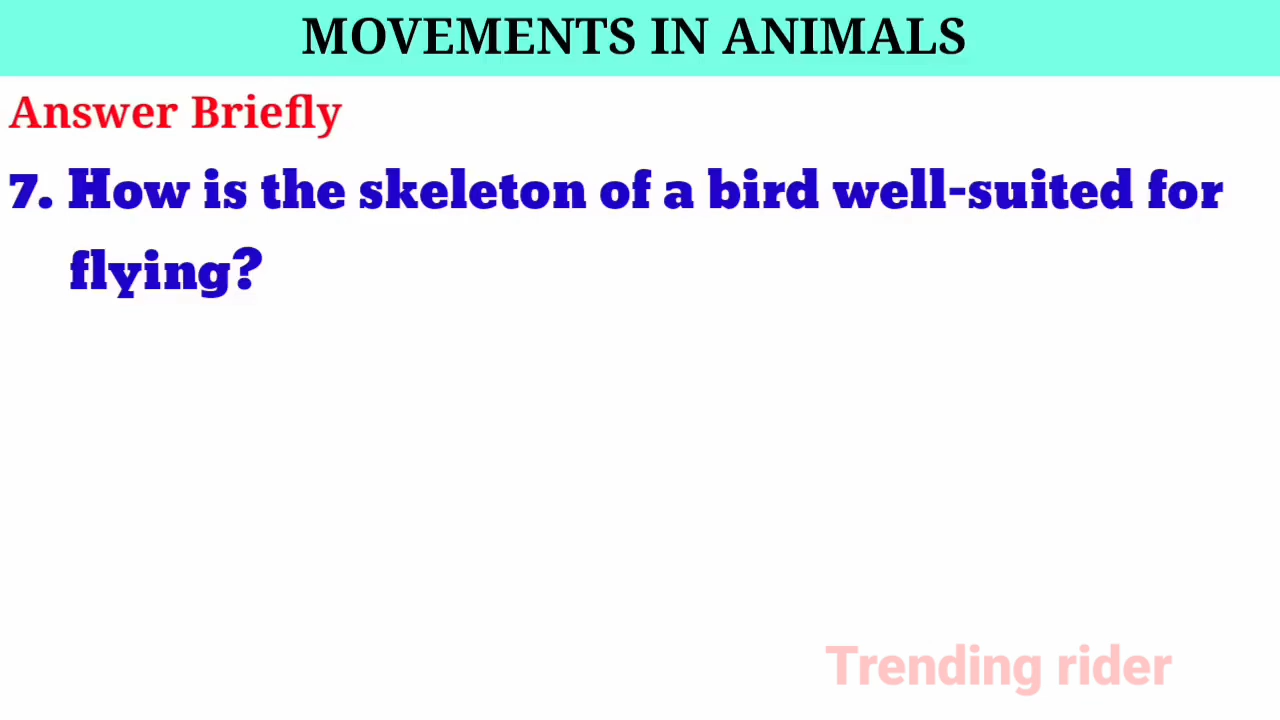 MOVEMENTS IN ANIMALS
Answer Briefly
7. How is the skeleton of a bird well-suited for
flying?
Trending rider